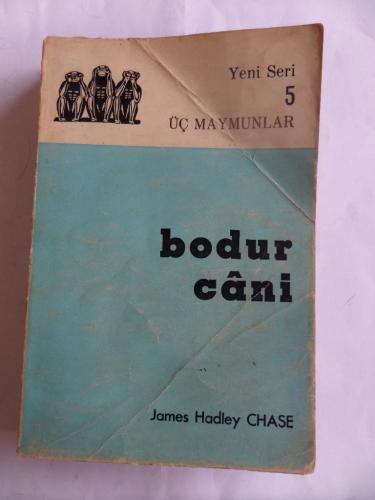 Yeni Seri
5
ÜÇ MAYMUNLAR
bodur
câni
James Hadley CHASE